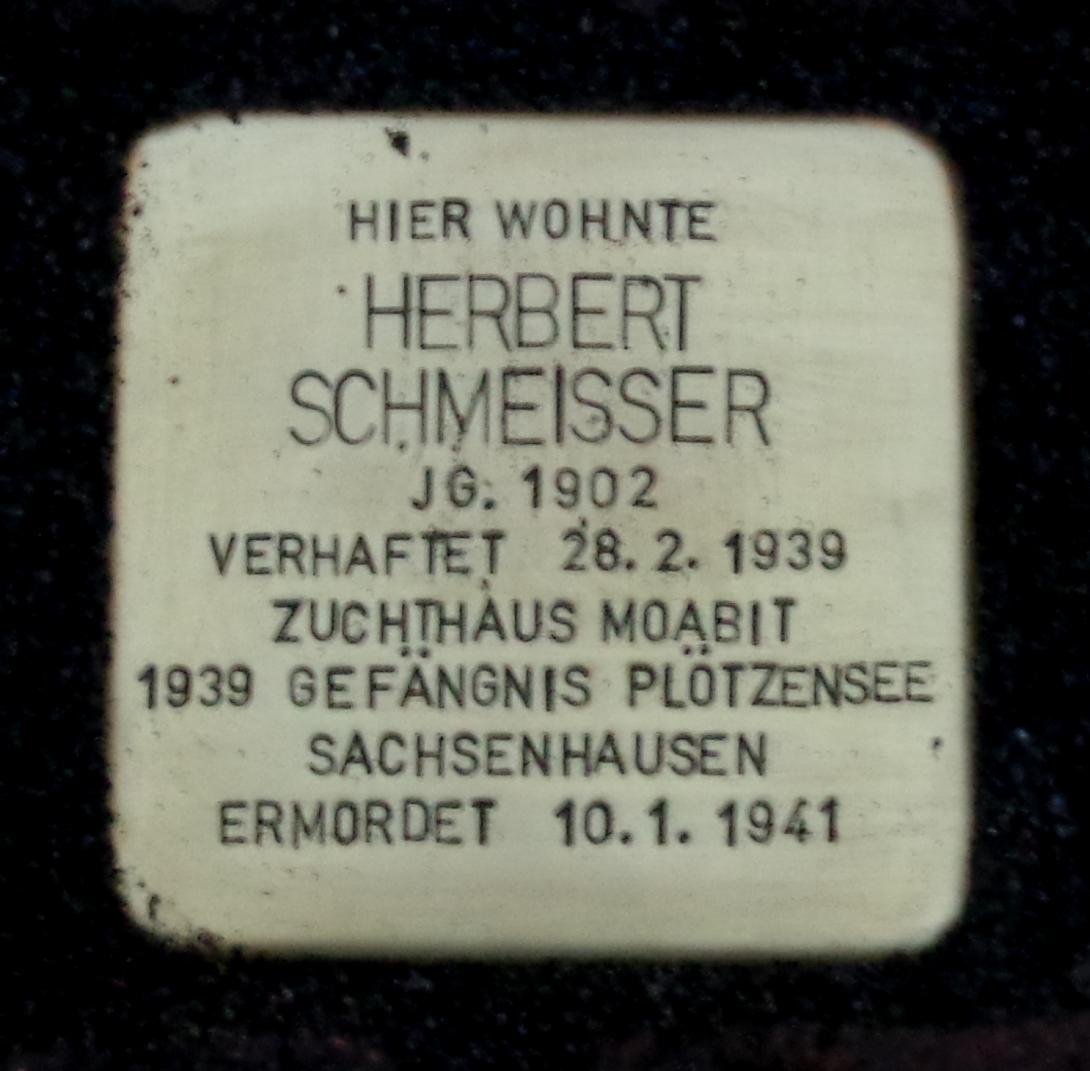 HIER WOHNTE
HERBERT
SCHMEISSER
JG. 1902
VERHAFTET 28.2.1939
ZUCHTHAUS MOABIT
1939 GEFÄNGNIS PLÖTZENSEE
SACHSENHAUSEN
ERMORDET 10.1.1941